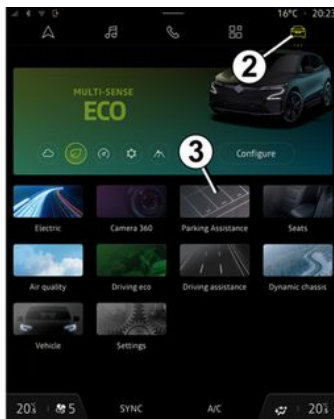 16°C · 20:23
2
MULTI-SENSE
ECO
3
Configure
Electric
Camera 360
Parking Assistance
Seats
Air quality
Driving eco
Driving assistance
Dynamic chassis
Vehicle
Settings
5 SYNC A/C